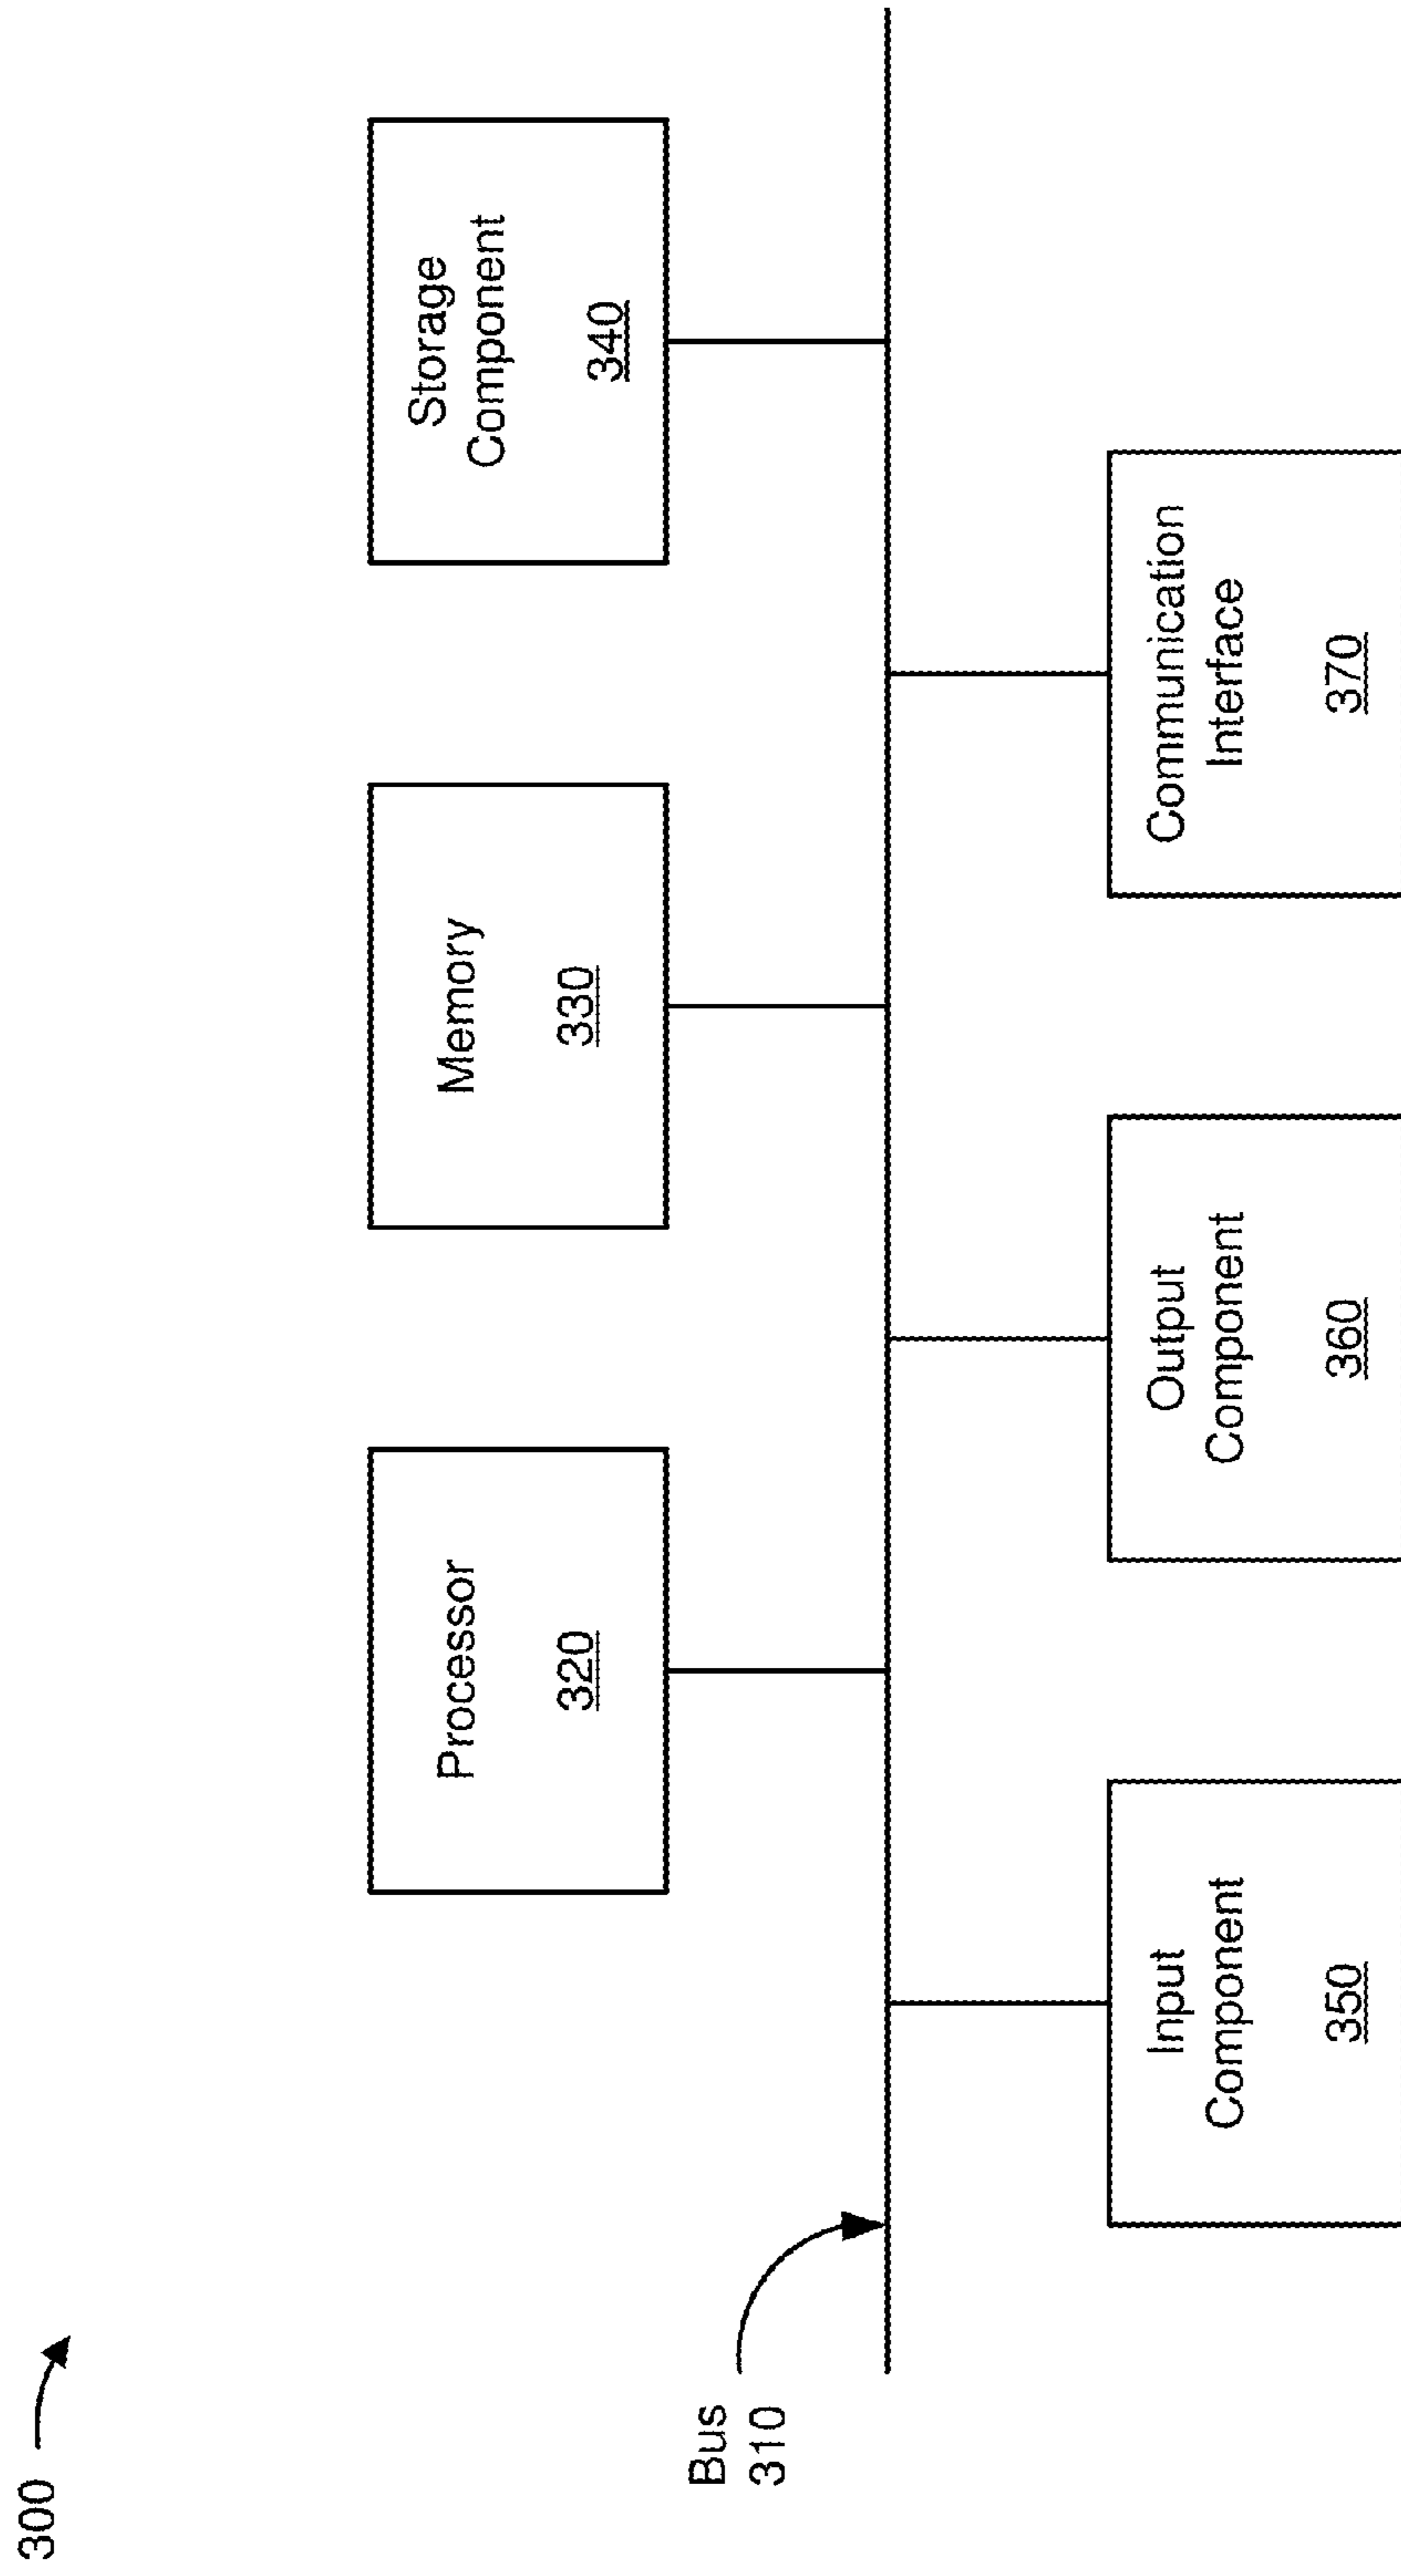 300
Processor
320
Memory
330
Storage
Component
340
Bus
310
Input
Component
350
Output
Component
360
Communication
Interface
370